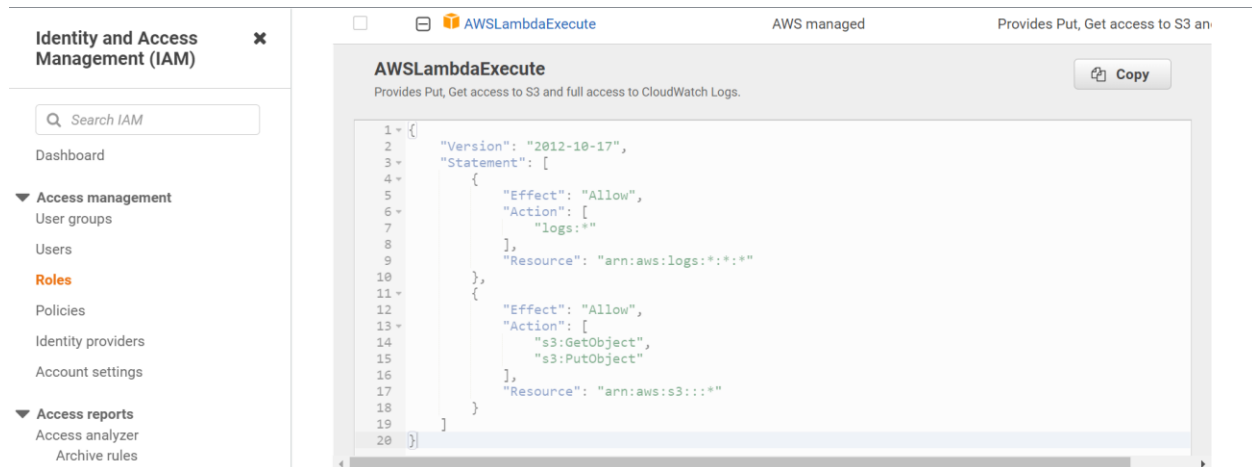 Identity and Access
Management (IAM)
Search IAM
Dashboard
Access management
User groups
Users
Roles
Policies
Identity providers
Account settings
Access reports
Access analyzer
Archive rules
AWSLambdaExecute AWS managed Provides Put, Get access to S3 an
AWSLambdaExecute
Provides Put, Get access to S3 and full access to CloudWatch Logs.
Copy
1 {
2 "Version": "2012-10-17",
3 "Statement": [
4 {
5 "Effect": "Allow",
6 "Action": [
7 "logs:*"
8 ],
9 "Resource": "arn:aws:logs:*:*:*"
10 },
11 {
12 "Effect": "Allow",
13 "Action": [
14 "s3:GetObject",
15 "s3:PutObject"
16 ],
17 "Resource": "arn:aws:s3:::*"
18 }
19 ]
20 }